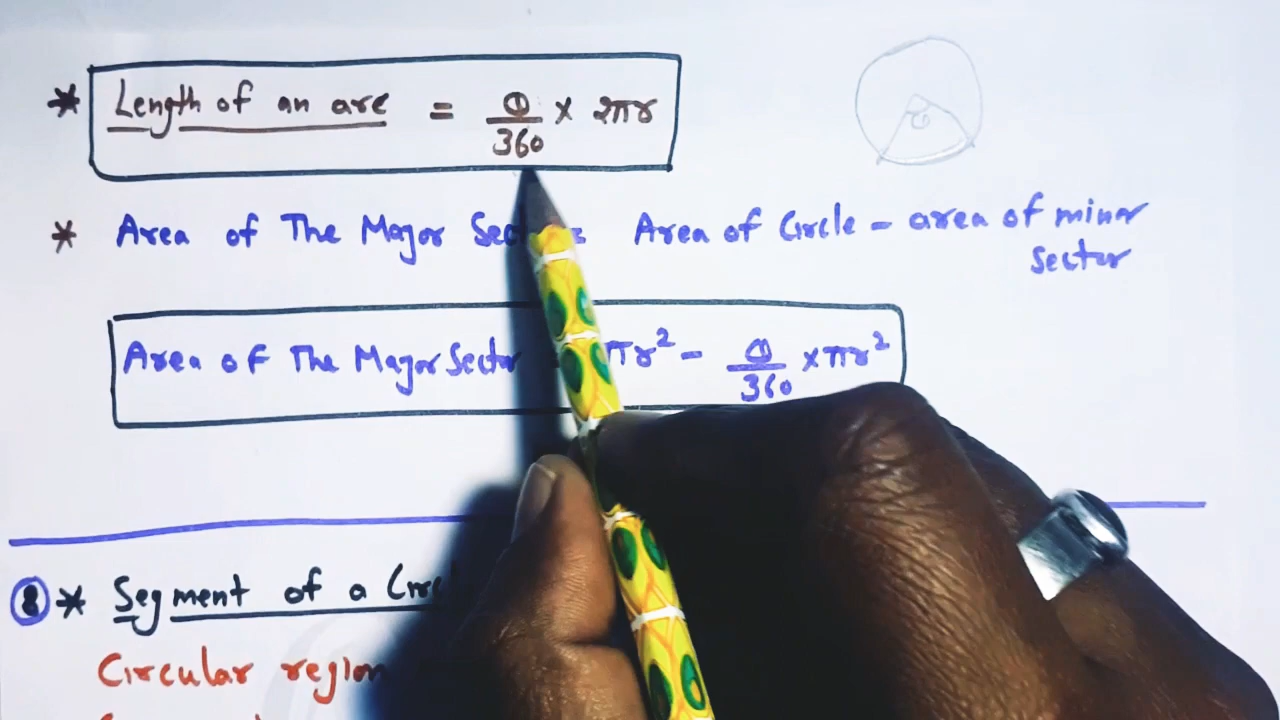 * Length of an arc = θ/360 × 2πr
* Area of The Major Sect = Area of Circle - area of minor
sector
Area of The Major Sector = πr² - θ/360 × πr²
8 * Segment of a Circ
Circular region